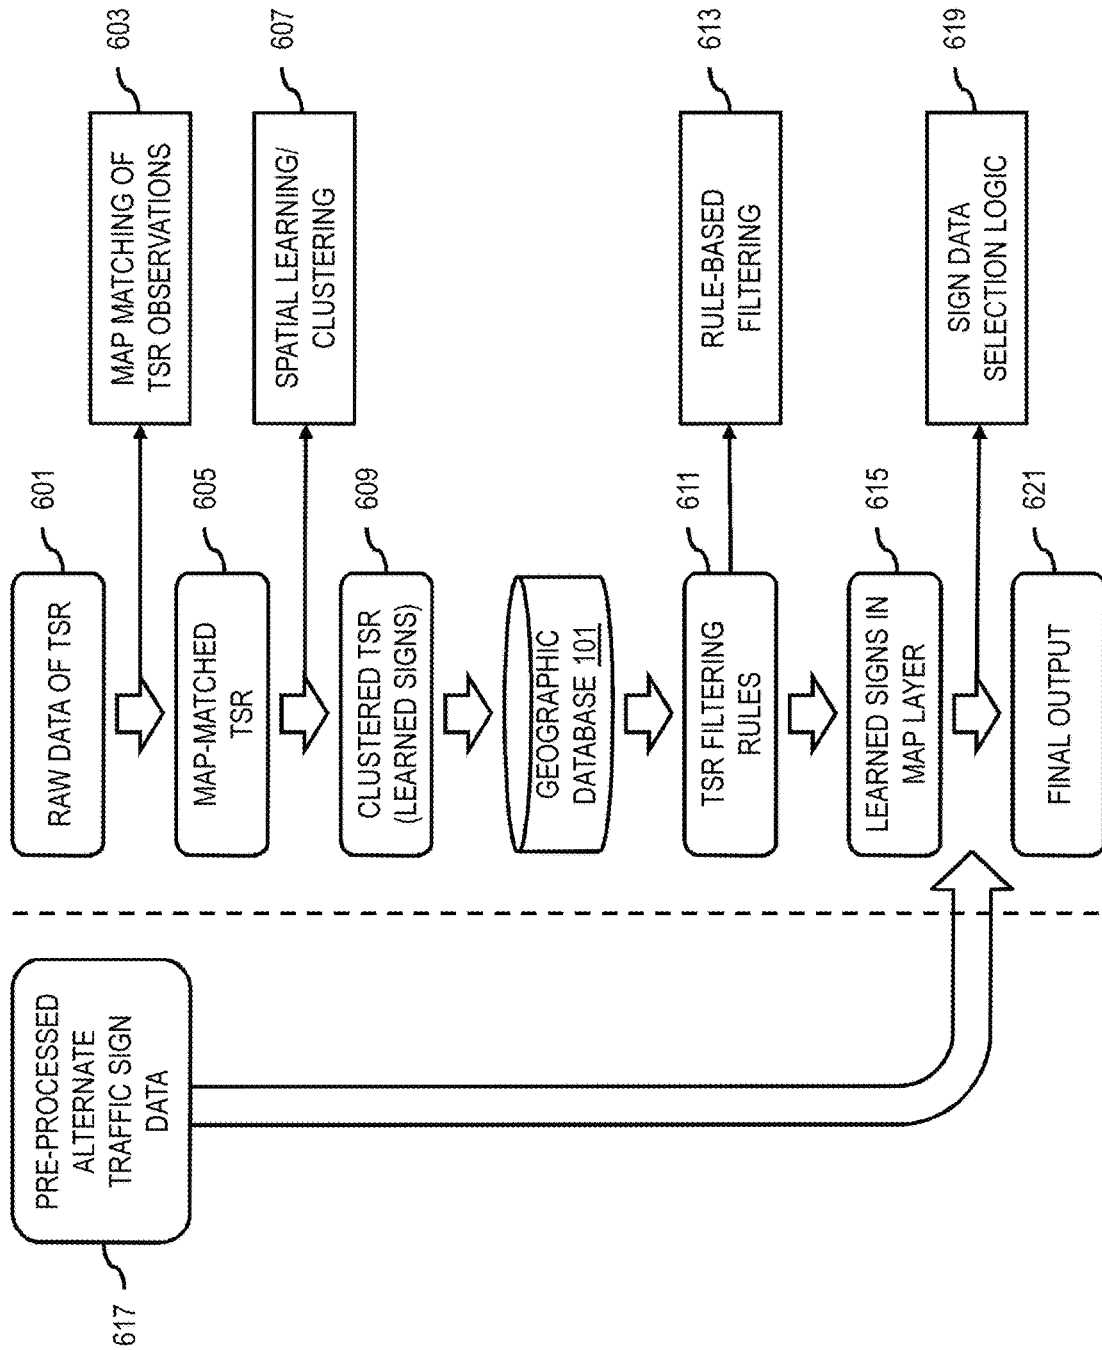 PRE-PROCESSED
ALTERNATE
TRAFFIC SIGN
DATA
617
RAW DATA OF TSR
601
MAP MATCHING OF
TSR OBSERVATIONS
603
MAP-MATCHED
TSR
605
SPATIAL LEARNING/
CLUSTERING
607
CLUSTERED TSR
(LEARNED SIGNS)
609
GEOGRAPHIC
DATABASE 101
TSR FILTERING
RULES
611
RULE-BASED
FILTERING
613
LEARNED SIGNS IN
MAP LAYER
615
SIGN DATA
SELECTION LOGIC
619
FINAL OUTPUT
621